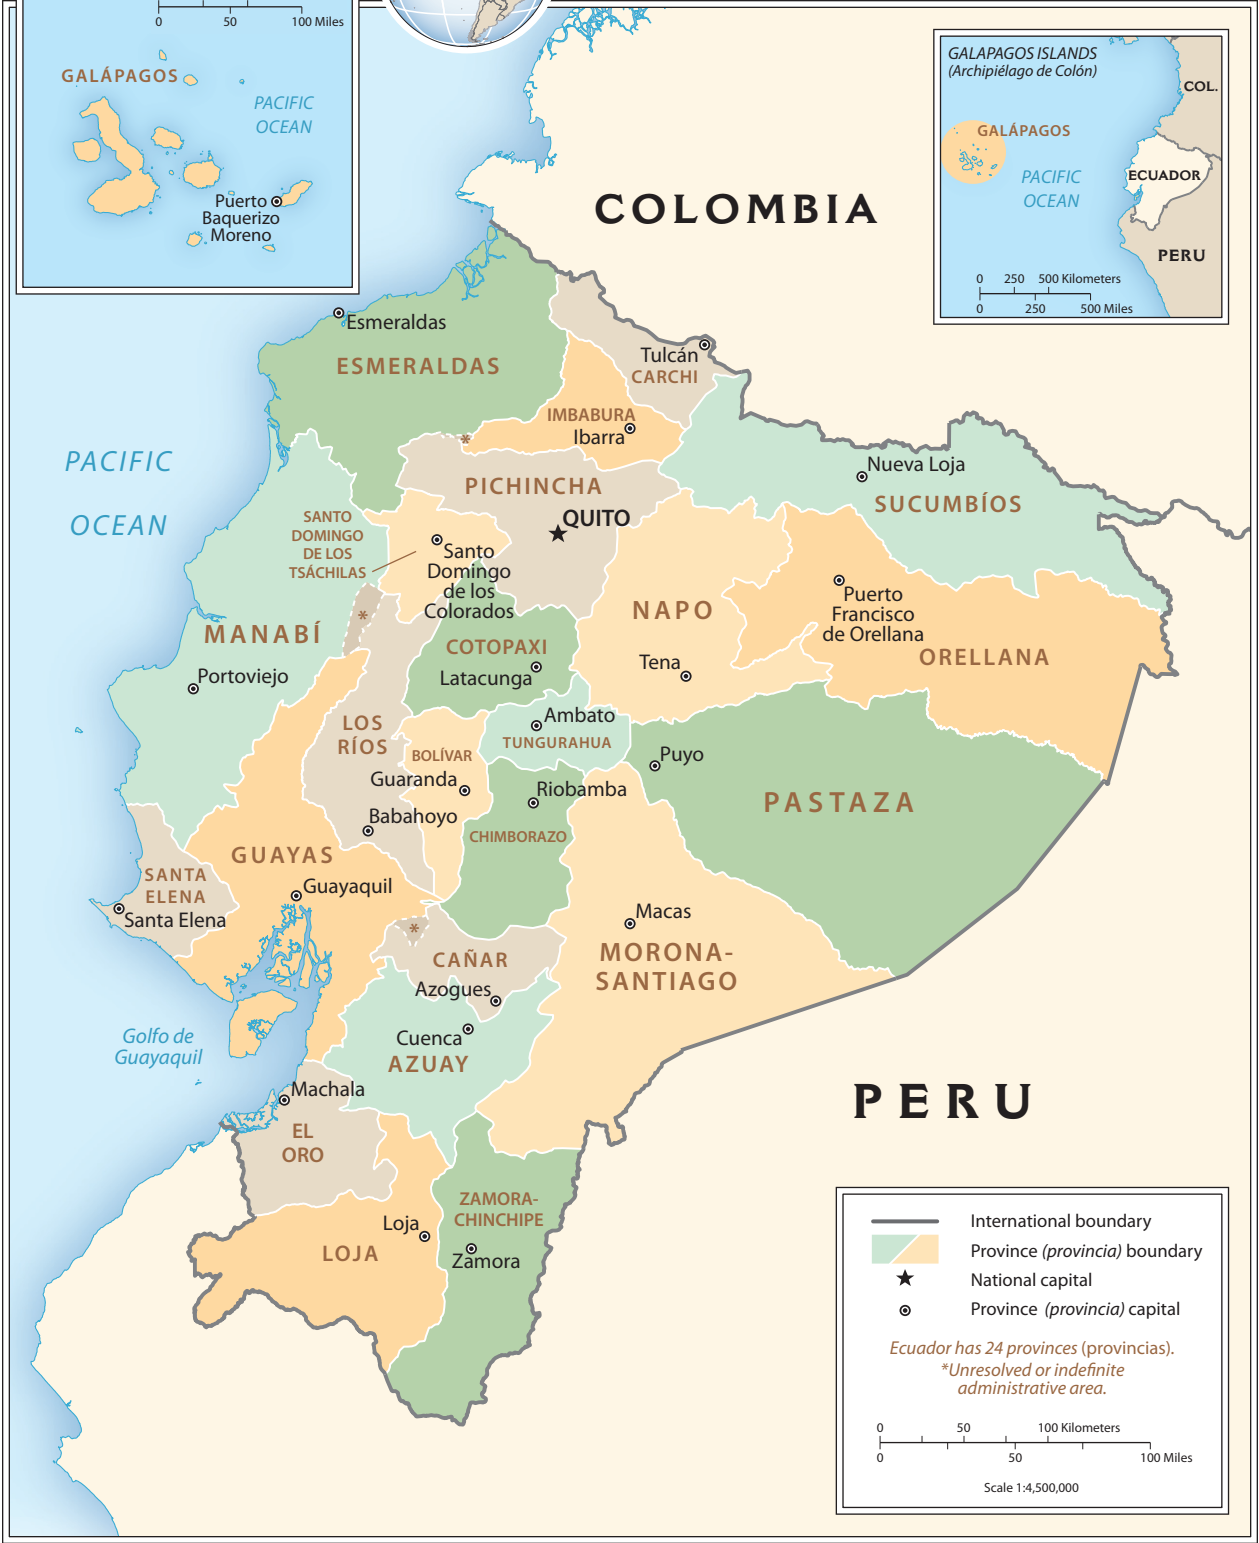 0 50 100 Miles
GALÁPAGOS
PACIFIC
OCEAN
Puerto
Baquerizo
Moreno
GALAPAGOS ISLANDS
(Archipiélago de Colón)
COL.
GALÁPAGOS
ECUADOR
PACIFIC
OCEAN
PERU
0 250 500 Kilometers
0 250 500 Miles
COLOMBIA
Esmeraldas
ESMERALDAS
Tulcán
CARCHI
IMBABURA
Ibarra
*
PACIFIC
OCEAN
PICHINCHA
QUITO
Nueva Loja
SUCUMBÍOS
SANTO
DOMINGO
DE LOS
TSÁCHILAS
Santo
Domingo
de los
Colorados
*
MANABÍ
Portoviejo
COTOPAXI
Latacunga
NAPO
Tena
Puerto
Francisco
de Orellana
ORELLANA
LOS
RÍOS
BOLÍVAR
Guaranda
Babahoyo
Ambato
TUNGURAHUA
Puyo
PASTAZA
Riobamba
CHIMBORAZO
GUAYAS
Guayaquil
SANTA
ELENA
Santa Elena
Macas
MORONA-
SANTIAGO
*
CAÑAR
Azogues
Cuenca
AZUAY
Golfo de
Guayaquil
Machala
EL
ORO
PERU
ZAMORA-
CHINCHIPE
Zamora
Loja
LOJA
International boundary
Province (provincia) boundary
National capital
Province (provincia) capital
Ecuador has 24 provinces (provincias).
*Unresolved or indefinite
administrative area.
0 50 100 Kilometers
0 50 100 Miles
Scale 1:4,500,000